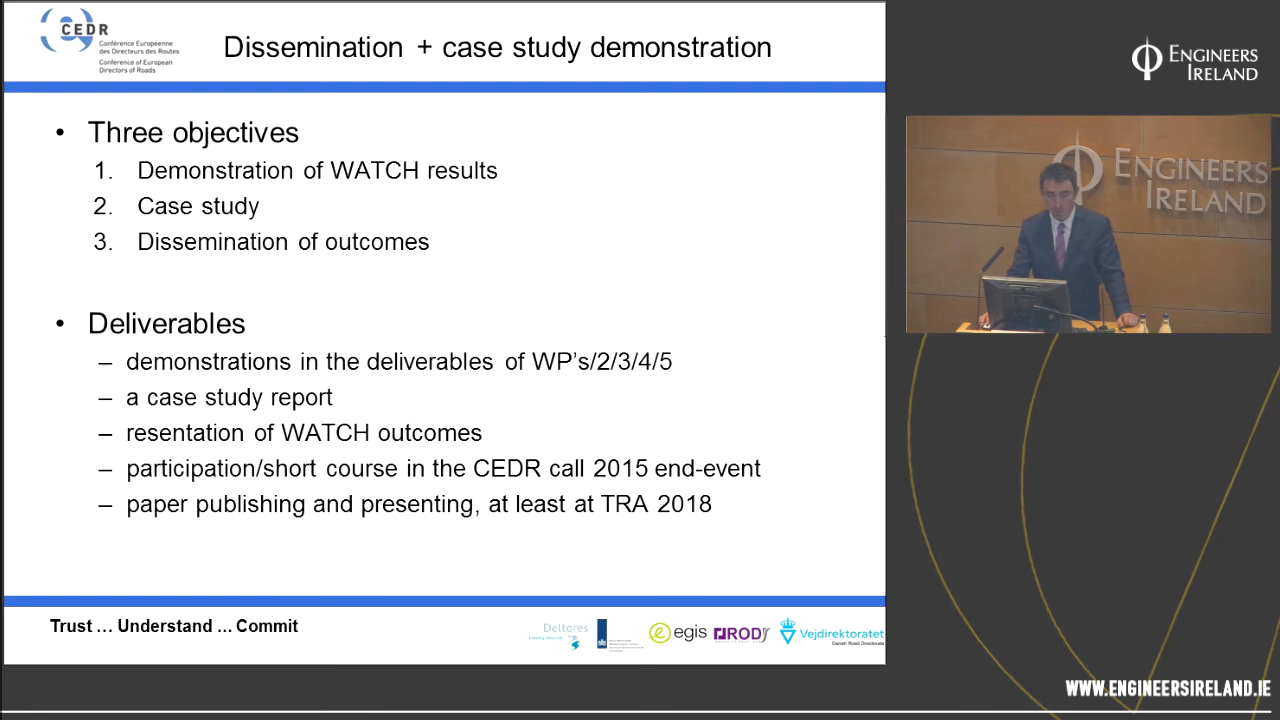 CEDR
Conférence Européenne
des Directeurs des Routes
Conference of European
Directors of Roads
Dissemination + case study demonstration
• Three objectives
1. Demonstration of WATCH results
2. Case study
3. Dissemination of outcomes
• Deliverables
– demonstrations in the deliverables of WP's/2/3/4/5
– a case study report
– resentation of WATCH outcomes
– participation/short course in the CEDR call 2015 end-event
– paper publishing and presenting, at least at TRA 2018
Trust ... Understand ... Commit
Deltares
egis
ROD
Vejdirektoratet
Danish Road Directorate
ENGINEERS
IRELAND
ENGINEERS
IRELAND
WWW.ENGINEERSIRELAND.IE